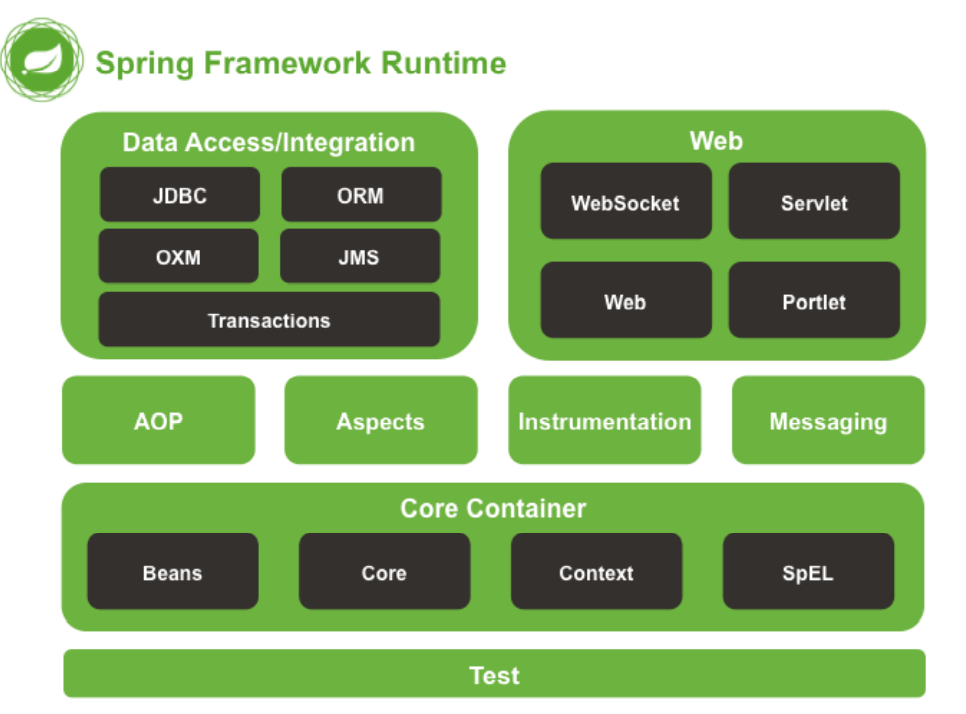 Spring Framework Runtime
Data Access/Integration
JDBC
ORM
OXM
JMS
Transactions
Web
WebSocket
Servlet
Web
Portlet
AOP
Aspects
Instrumentation
Messaging
Core Container
Beans
Core
Context
SpEL
Test